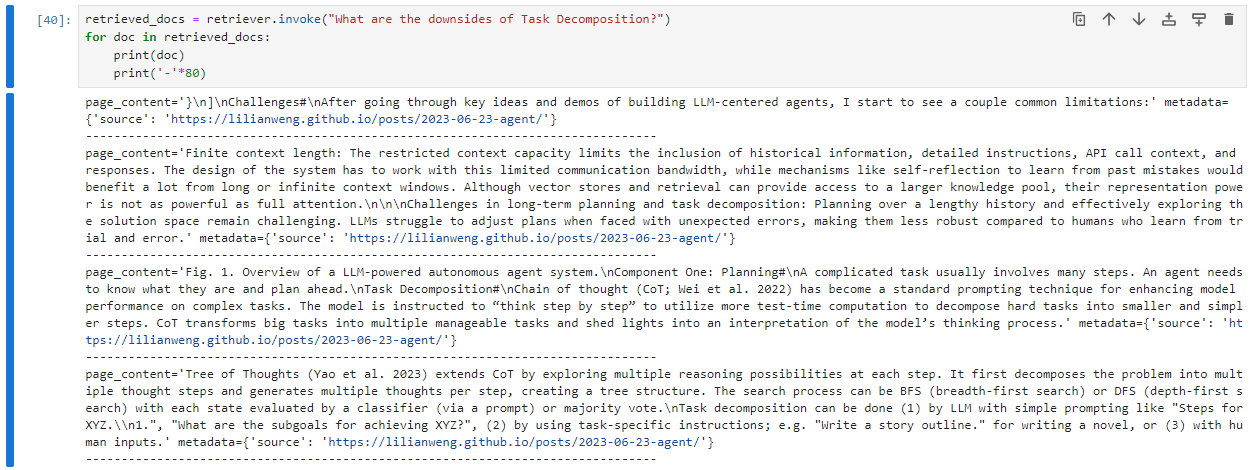 [40]: retrieved_docs = retriever.invoke("What are the downsides of Task Decomposition?")
for doc in retrieved_docs:
    print(doc)
    print('-'*80)
page_content='}\n]\nChallenges#\nAfter going through key ideas and demos of building LLM-centered agents, I start to see a couple common limitations:' metadata=
{'source': 'https://lilianweng.github.io/posts/2023-06-23-agent/'}
--------------------------------------------------------------------------------
page_content='Finite context length: The restricted context capacity limits the inclusion of historical information, detailed instructions, API call context, and
responses. The design of the system has to work with this limited communication bandwidth, while mechanisms like self-reflection to learn from past mistakes would
benefit a lot from long or infinite context windows. Although vector stores and retrieval can provide access to a larger knowledge pool, their representation powe
r is not as powerful as full attention.\n\n\nChallenges in long-term planning and task decomposition: Planning over a lengthy history and effectively exploring th
e solution space remain challenging. LLMs struggle to adjust plans when faced with unexpected errors, making them less robust compared to humans who learn from tr
ial and error.' metadata={'source': 'https://lilianweng.github.io/posts/2023-06-23-agent/'}
--------------------------------------------------------------------------------
page_content='Fig. 1. Overview of a LLM-powered autonomous agent system.\nComponent One: Planning#\nA complicated task usually involves many steps. An agent needs
to know what they are and plan ahead.\nTask Decomposition#\nChain of thought (CoT; Wei et al. 2022) has become a standard prompting technique for enhancing model
performance on complex tasks. The model is instructed to “think step by step” to utilize more test-time computation to decompose hard tasks into smaller and simpl
er steps. CoT transforms big tasks into multiple manageable tasks and shed lights into an interpretation of the model’s thinking process.' metadata={'source': 'ht
tps://lilianweng.github.io/posts/2023-06-23-agent/'}
--------------------------------------------------------------------------------
page_content='Tree of Thoughts (Yao et al. 2023) extends CoT by exploring multiple reasoning possibilities at each step. It first decomposes the problem into mult
iple thought steps and generates multiple thoughts per step, creating a tree structure. The search process can be BFS (breadth-first search) or DFS (depth-first s
earch) with each state evaluated by a classifier (via a prompt) or majority vote.\nTask decomposition can be done (1) by LLM with simple prompting like "Steps for
XYZ.\\n1.", "What are the subgoals for achieving XYZ?", (2) by using task-specific instructions; e.g. "Write a story outline." for writing a novel, or (3) with hu
man inputs.' metadata={'source': 'https://lilianweng.github.io/posts/2023-06-23-agent/'}
--------------------------------------------------------------------------------